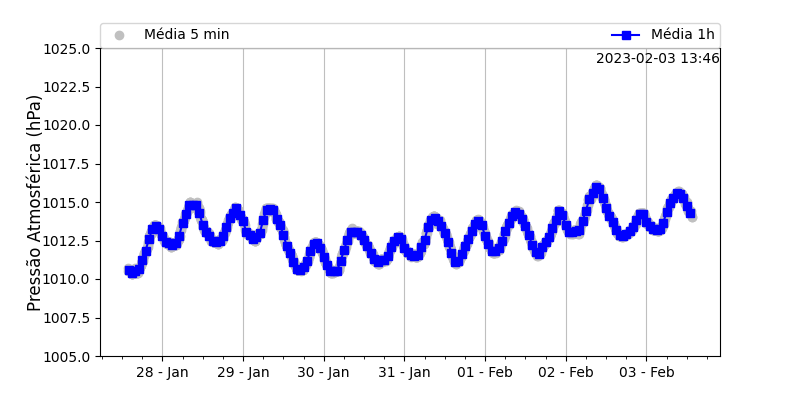 Média 5 min
Média 1h
2023-02-03 13:46
Pressão Atmosférica (hPa)
1025.0
1022.5
1020.0
1017.5
1015.0
1012.5
1010.0
1007.5
1005.0
28 - Jan
29 - Jan
30 - Jan
31 - Jan
01 - Feb
02 - Feb
03 - Feb